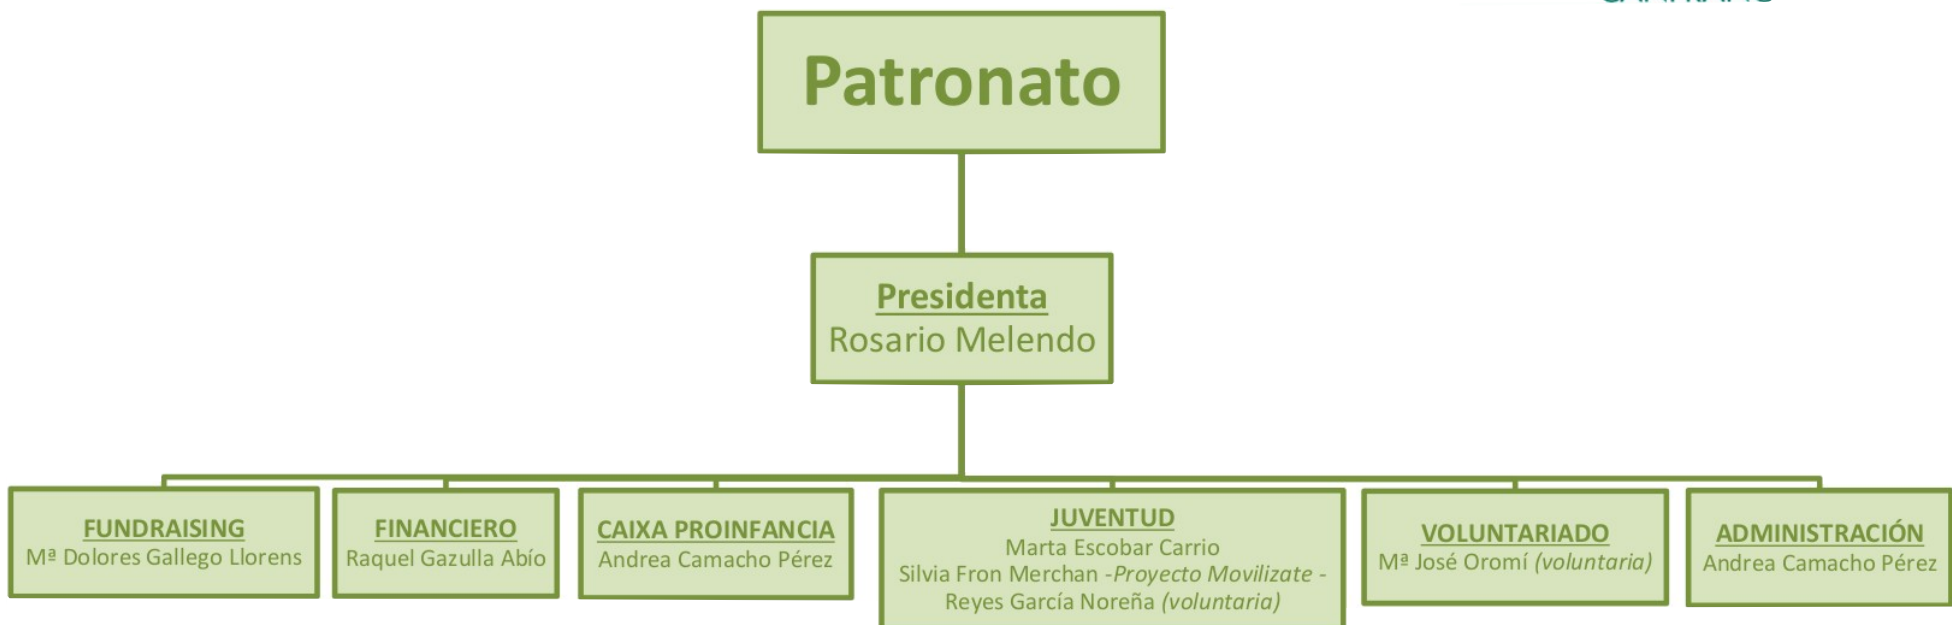 Patronato
Presidenta
Rosario Melendo
FUNDRAISING
Mª Dolores Gallego Llorens
FINANCIERO
Raquel Gazulla Abío
CAIXA PROINFANCIA
Andrea Camacho Pérez
JUVENTUD
Marta Escobar Carrio
Silvia Fron Merchan -Proyecto Movilizate -
Reyes García Noreña (voluntaria)
VOLUNTARIADO
Mª José Oromí (voluntaria)
ADMINISTRACIÓN
Andrea Camacho Pérez